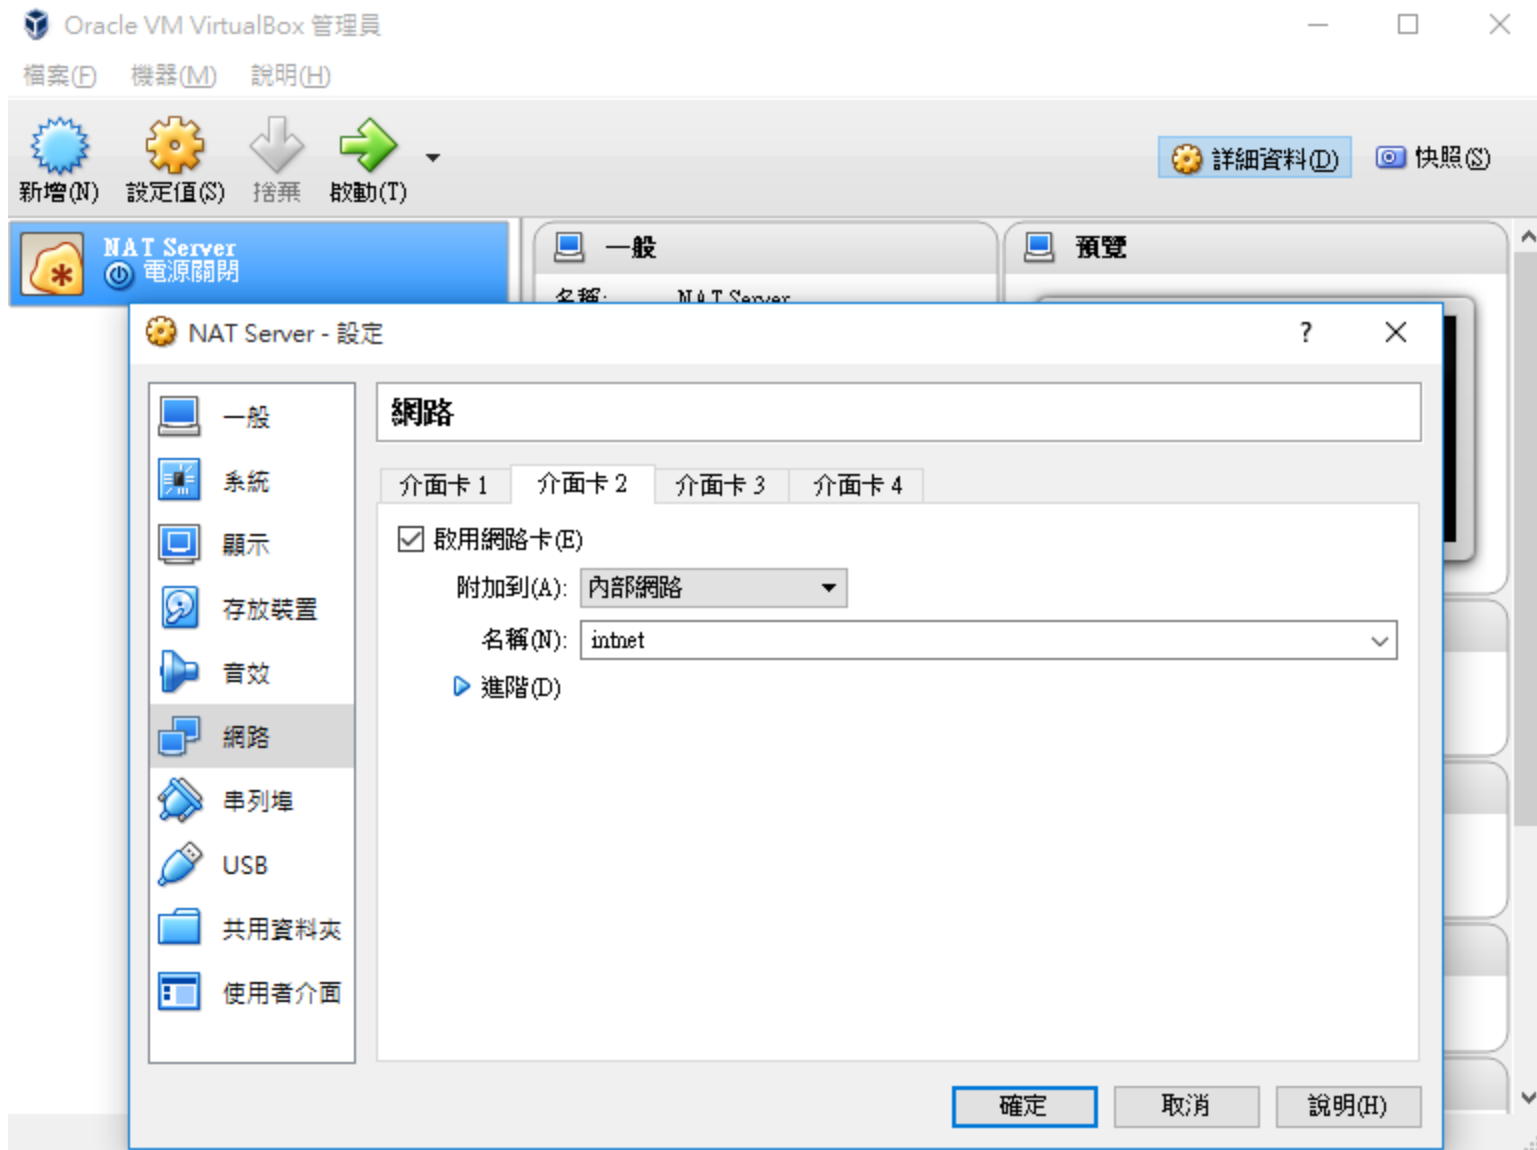 Oracle VM VirtualBox 管理員
檔案(F) 機器(M) 說明(H)
新增(N) 設定值(S) 捨棄 啟動(T)
詳細資料(D) 快照(S)
NAT Server
電源關閉
一般
名稱: NAT Server
預覽
NAT Server - 設定
?
一般
系統
顯示
存放裝置
音效
網路
串列埠
USB
共用資料夾
使用者介面
網路
介面卡 1 介面卡 2 介面卡 3 介面卡 4
啟用網路卡(E)
附加到(A): 內部網路
名稱(N): intnet
進階(D)
確定 取消 說明(H)